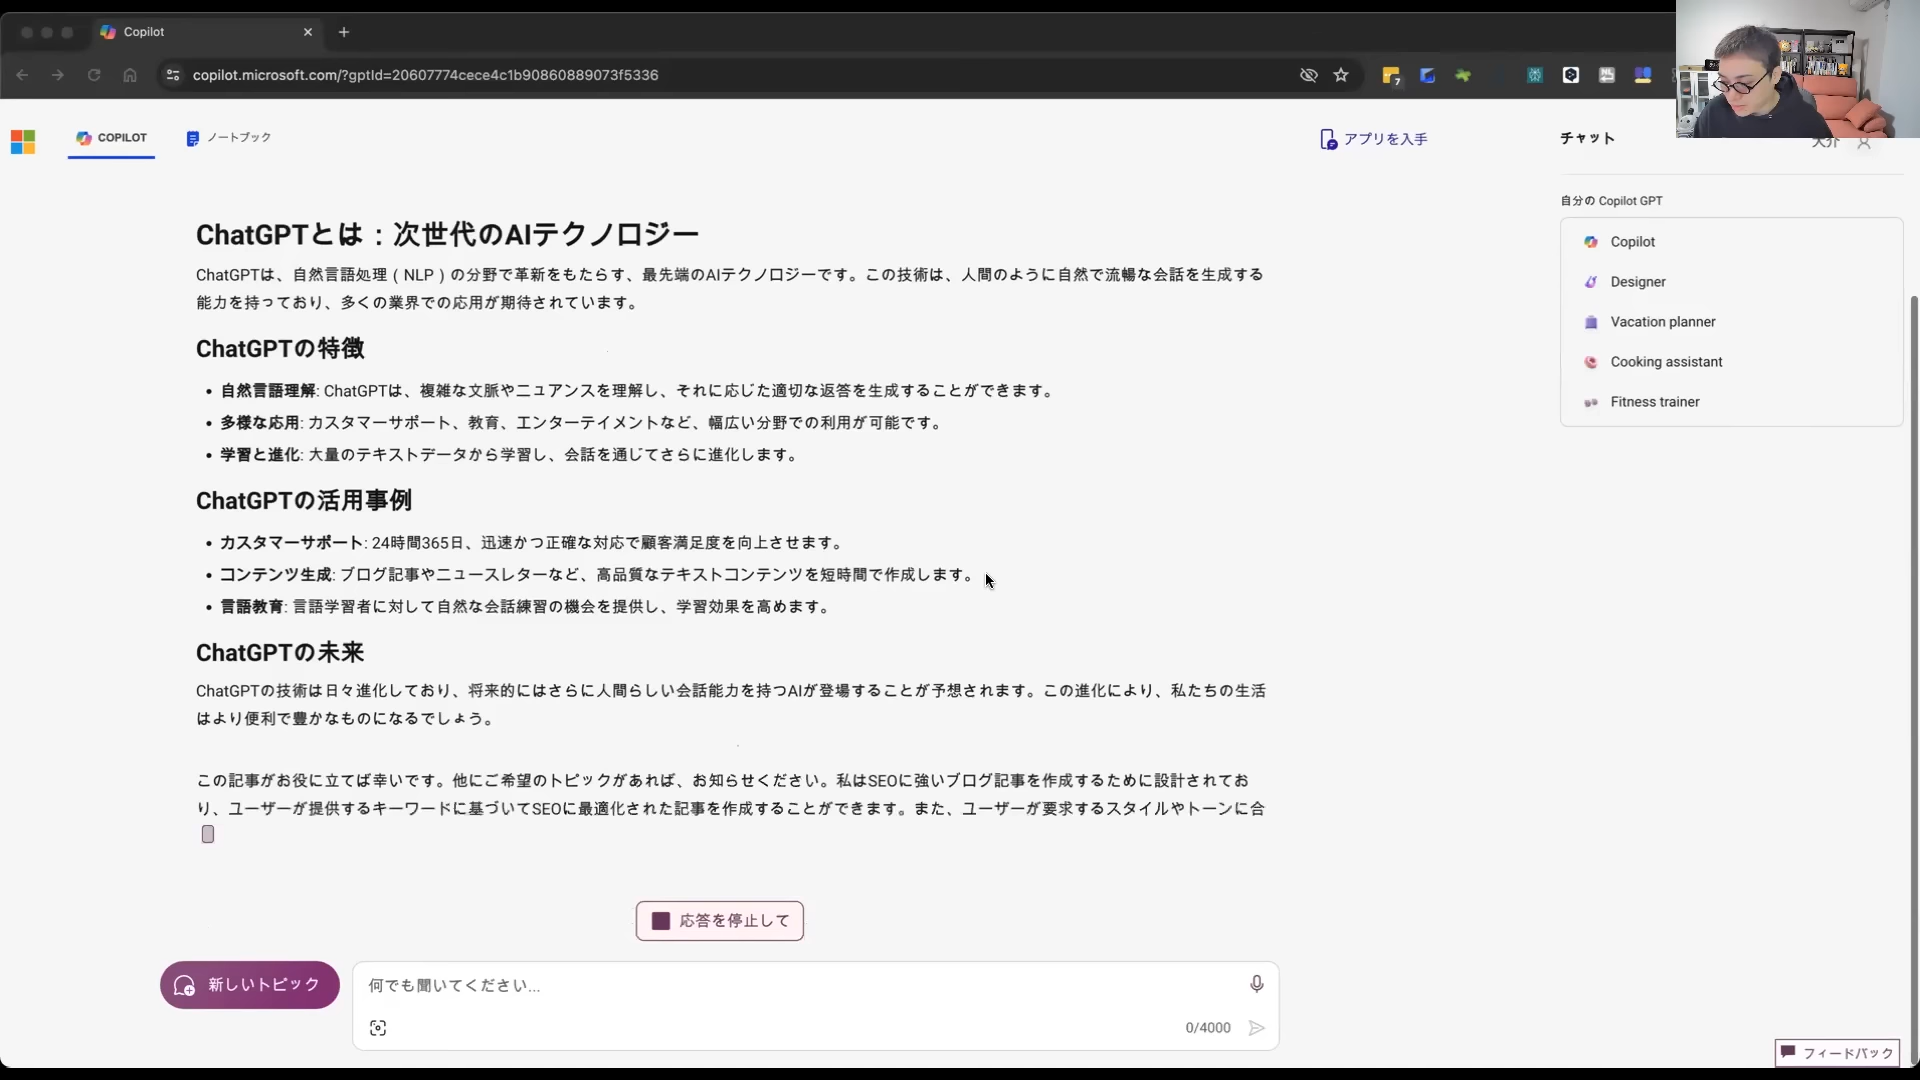 Copilot
copilot.microsoft.com/?gptId=20607774cece4c1b90860889073f5336
7
COPILOT
ノートブック
アプリを入手
チャット
大介
自分の Copilot GPT
Copilot
Designer
Vacation planner
Cooking assistant
Fitness trainer
ChatGPTとは：次世代のAIテクノロジー
ChatGPTは、自然言語処理（NLP）の分野で革新をもたらす、最先端のAIテクノロジーです。この技術は、人間のように自然で流暢な会話を生成する
能力を持っており、多くの業界での応用が期待されています。
ChatGPTの特徴
• 自然言語理解: ChatGPTは、複雑な文脈やニュアンスを理解し、それに応じた適切な返答を生成することができます。
• 多様な応用: カスタマーサポート、教育、エンターテイメントなど、幅広い分野での利用が可能です。
• 学習と進化: 大量のテキストデータから学習し、会話を通じてさらに進化します。
ChatGPTの活用事例
• カスタマーサポート: 24時間365日、迅速かつ正確な対応で顧客満足度を向上させます。
• コンテンツ生成: ブログ記事やニュースレターなど、高品質なテキストコンテンツを短時間で作成します。
• 言語教育: 言語学習者に対して自然な会話練習の機会を提供し、学習効果を高めます。
ChatGPTの未来
ChatGPTの技術は日々進化しており、将来的にはさらに人間らしい会話能力を持つAIが登場することが予想されます。この進化により、私たちの生活
はより便利で豊かなものになるでしょう。
この記事がお役に立てば幸いです。他にご希望のトピックがあれば、お知らせください。私はSEOに強いブログ記事を作成するために設計されてお
り、ユーザーが提供するキーワードに基づいてSEOに最適化された記事を作成することができます。また、ユーザーが要求するスタイルやトーンに合
応答を停止して
新しいトピック
何でも聞いてください...
0/4000
フィードバック